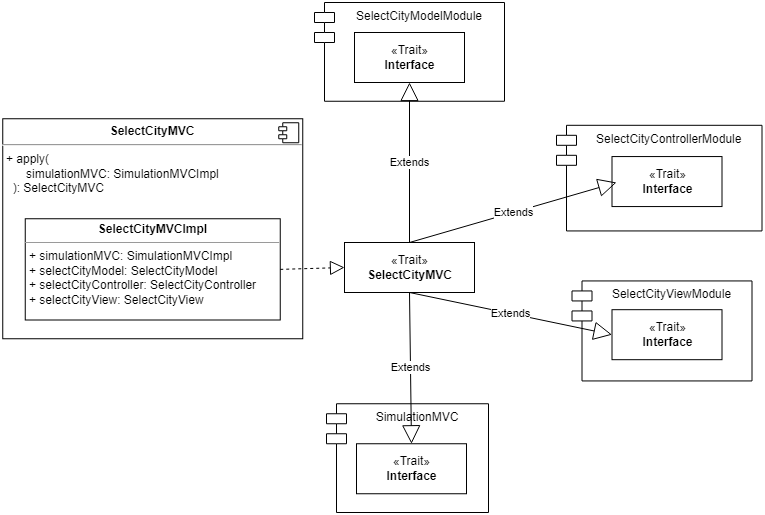 SelectCityModelModule
«Trait»
Interface
Extends
SelectCityMVC
+ apply(
simulationMVC: SimulationMVCImpl
): SelectCityMVC
SelectCityMVCImpl
+ simulationMVC: SimulationMVCImpl
+ selectCityModel: SelectCityModel
+ selectCityController: SelectCityController
+ selectCityView: SelectCityView
«Trait»
SelectCityMVC
Extends
SelectCityControllerModule
«Trait»
Interface
Extends
SelectCityViewModule
«Trait»
Interface
Extends
SimulationMVC
«Trait»
Interface